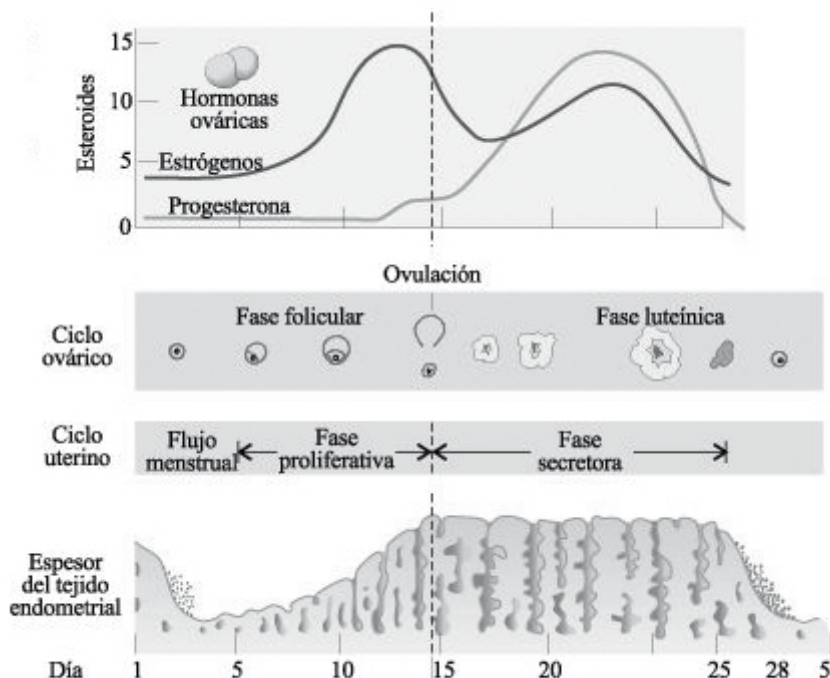 15
10
5
0
Esteroides
Hormonas
ováricas
Estrógenos
Progesterona
Ovulación
Ciclo
ovárico
Fase folicular
Fase luteínica
Ciclo
uterino
Flujo
menstrual
Fase
proliferativa
Fase
secretora
Espesor
del tejido
endometrial
Día
1 5 10 15 20 25 28 5